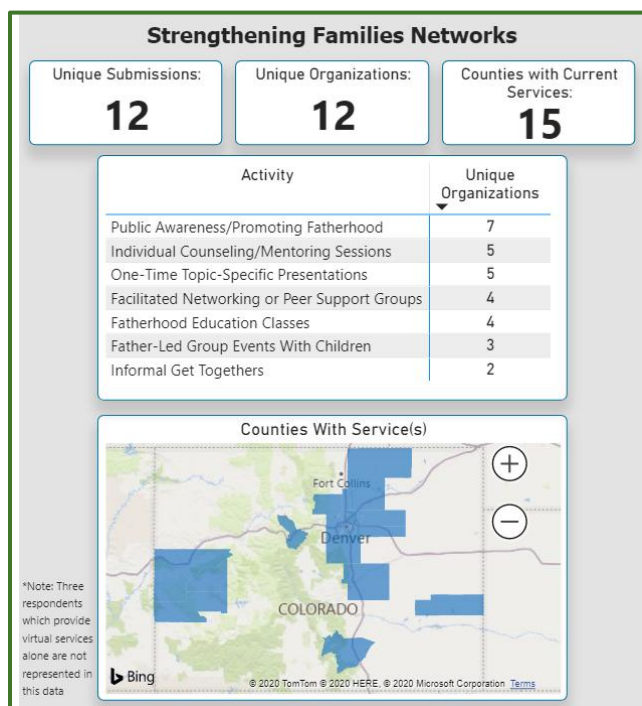 Strengthening Families Networks
Unique Submissions:
12
Unique Organizations:
12
Counties with Current
Services:
15
Activity
Unique
Organizations
Public Awareness/Promoting Fatherhood 7
Individual Counseling/Mentoring Sessions 5
One-Time Topic-Specific Presentations 5
Facilitated Networking or Peer Support Groups 4
Fatherhood Education Classes 4
Father-Led Group Events With Children 3
Informal Get Togethers 2
Counties With Service(s)
Fort Collins
Denver
COLORADO
*Note: Three
respondents
which provide
virtual services
alone are not
represented in
this data
Bing
© 2020 TomTom © 2020 HERE, © 2020 Microsoft Corporation Terms